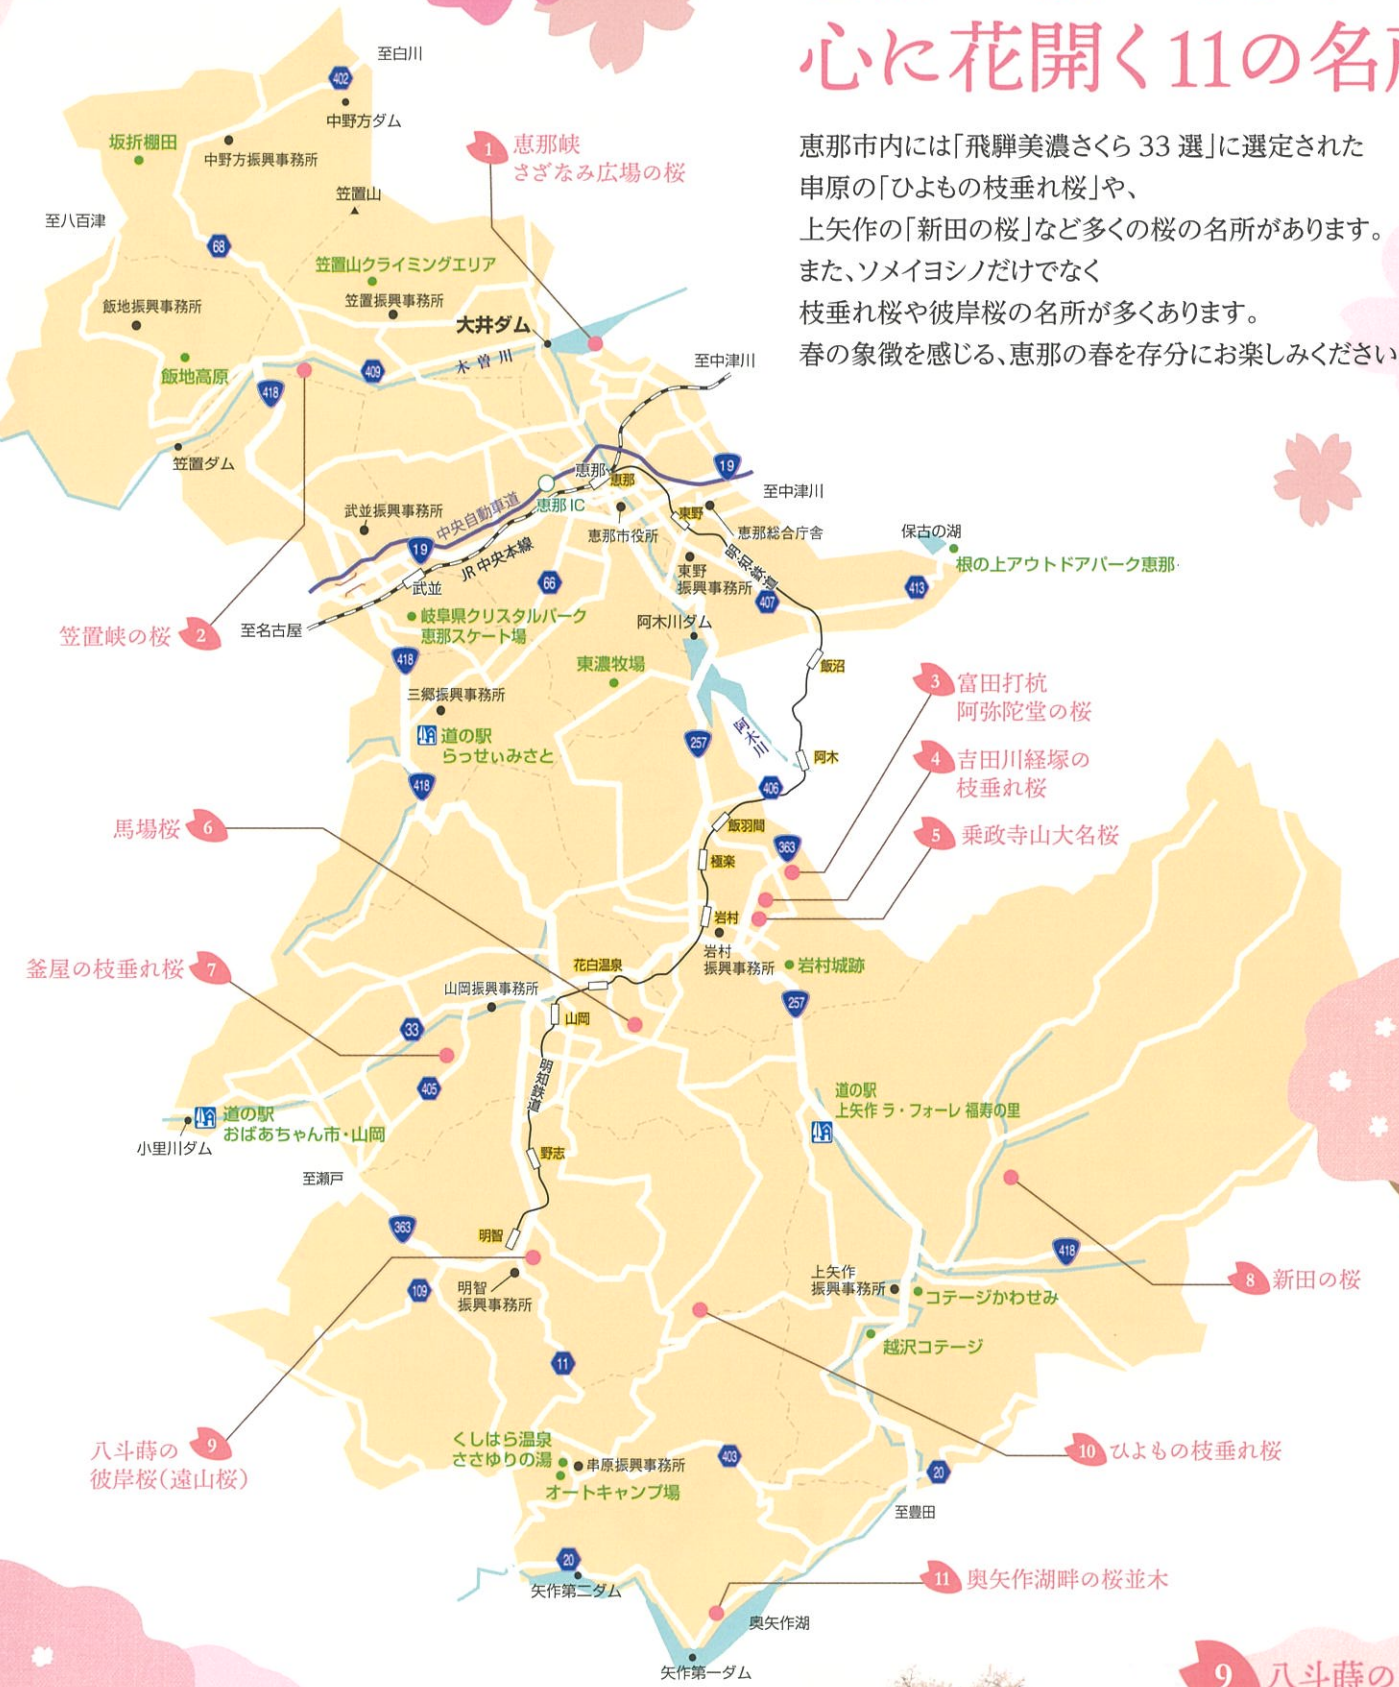 心に花開く11の名
恵那市内には「飛騨美濃さくら33選」に選定された
串原の「ひよもの枝垂れ桜」や、
上矢作の「新田の桜」など多くの桜の名所があります。
また、ソメイヨシノだけでなく
枝垂れ桜や彼岸桜の名所が多くあります。
春の象徴を感じる、恵那の春を存分にお楽しみください
至白川
402
中野方ダム
坂折棚田
中野方振興事務所
1 恵那峡
さざなみ広場の桜
笠置山
至八百津
68
笠置山クライミングエリア
笠置振興事務所
飯地振興事務所
大井ダム
木曽川
至中津川
飯地高原
409
418
笠置ダム
恵那
恵那
19
中央自動車道
恵那IC
至中津川
武並振興事務所
恵那市役所
東野
恵那総合庁舎
保古の湖
根の上アウトドアパーク恵那
19
JR中央本線
武並
66
東野
振興事務所
明知鉄道
407
413
至名古屋
2 笠置峡の桜
岐阜県クリスタルパーク
恵那スケート場
阿木川ダム
418
東濃牧場
飯沼
3 富田打杭
阿弥陀堂の桜
三郷振興事務所
道の駅
らっせぃみさと
257
阿木川
阿木
4 吉田川経塚の
枝垂れ桜
418
406
6 馬場桜
飯羽間
363
5 乗政寺山大名桜
極楽
岩村
岩村
振興事務所
岩村城跡
7 釜屋の枝垂れ桜
花白温泉
山岡振興事務所
山岡
257
33
405
明知鉄道
道の駅
上矢作 ラ・フォーレ 福寿の里
道の駅
おばあちゃん市・山岡
小里川ダム
野志
至瀬戸
363
明智
418
8 新田の桜
109
明智
振興事務所
上矢作
振興事務所
コテージかわせみ
越沢コテージ
11
9 八斗蒔の
彼岸桜（遠山桜）
くしはら温泉
ささゆりの湯
串原振興事務所
オートキャンプ場
403
10 ひよもの枝垂れ桜
20
至豊田
20
矢作第二ダム
11 奥矢作湖畔の桜並木
奥矢作湖
矢作第一ダム
9 八斗蒔の